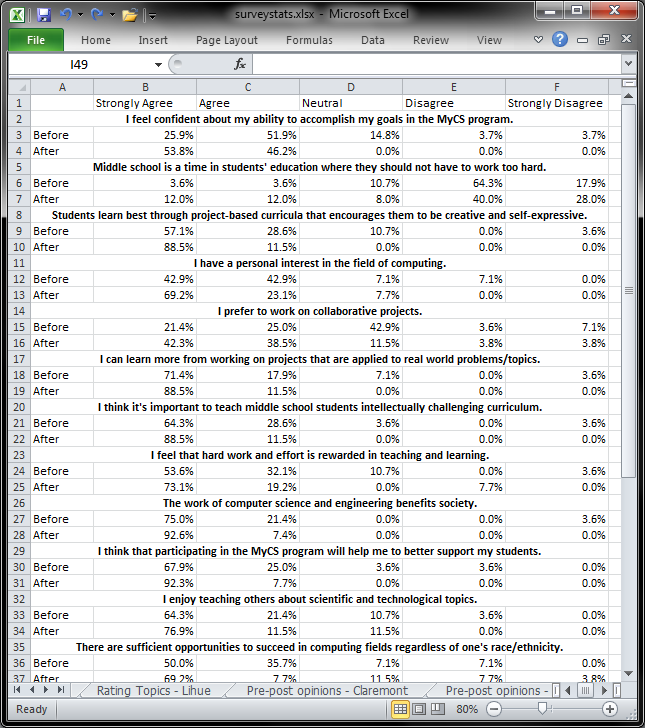 surveystats.xlsx - Microsoft Excel
File Home Insert Page Layout Formulas Data Review View
I49 fx
A B C D E F
1 Strongly Agree Agree Neutral Disagree Strongly Disagree
2 I feel confident about my ability to accomplish my goals in the MyCS program.
3 Before 25.9% 51.9% 14.8% 3.7% 3.7%
4 After 53.8% 46.2% 0.0% 0.0% 0.0%
5 Middle school is a time in students' education where they should not have to work too hard.
6 Before 3.6% 3.6% 10.7% 64.3% 17.9%
7 After 12.0% 12.0% 8.0% 40.0% 28.0%
8 Students learn best through project-based curricula that encourages them to be creative and self-expressive.
9 Before 57.1% 28.6% 10.7% 0.0% 3.6%
10 After 88.5% 11.5% 0.0% 0.0% 0.0%
11 I have a personal interest in the field of computing.
12 Before 42.9% 42.9% 7.1% 7.1% 0.0%
13 After 69.2% 23.1% 7.7% 0.0% 0.0%
14 I prefer to work on collaborative projects.
15 Before 21.4% 25.0% 42.9% 3.6% 7.1%
16 After 42.3% 38.5% 11.5% 3.8% 3.8%
17 I can learn more from working on projects that are applied to real world problems/topics.
18 Before 71.4% 17.9% 7.1% 0.0% 3.6%
19 After 88.5% 11.5% 0.0% 0.0% 0.0%
20 I think it's important to teach middle school students intellectually challenging curriculum.
21 Before 64.3% 28.6% 3.6% 0.0% 3.6%
22 After 88.5% 11.5% 0.0% 0.0% 0.0%
23 I feel that hard work and effort is rewarded in teaching and learning.
24 Before 53.6% 32.1% 10.7% 0.0% 3.6%
25 After 73.1% 19.2% 0.0% 7.7% 0.0%
26 The work of computer science and engineering benefits society.
27 Before 75.0% 21.4% 0.0% 0.0% 3.6%
28 After 92.6% 7.4% 0.0% 0.0% 0.0%
29 I think that participating in the MyCS program will help me to better support my students.
30 Before 67.9% 25.0% 3.6% 3.6% 0.0%
31 After 92.3% 7.7% 0.0% 0.0% 0.0%
32 I enjoy teaching others about scientific and technological topics.
33 Before 64.3% 21.4% 10.7% 3.6% 0.0%
34 After 76.9% 11.5% 11.5% 0.0% 0.0%
35 There are sufficient opportunities to succeed in computing fields regardless of one's race/ethnicity.
36 Before 50.0% 35.7% 7.1% 7.1% 0.0%
37 After 69.2% 7.7% 11.5% 7.7% 3.8%
Rating Topics - Lihue Pre-post opinions - Claremont Pre-post opinions -
Ready 80%